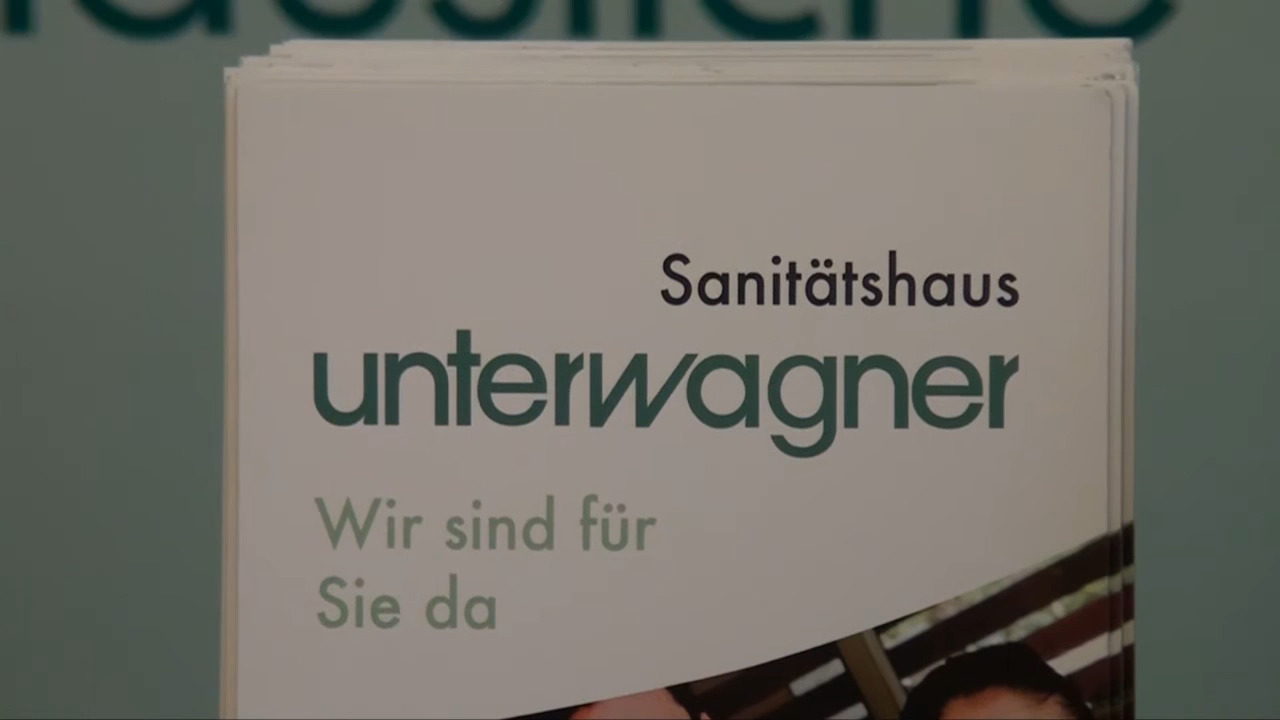 Sanitätshaus
unterwagner
Wir sind für
Sie da